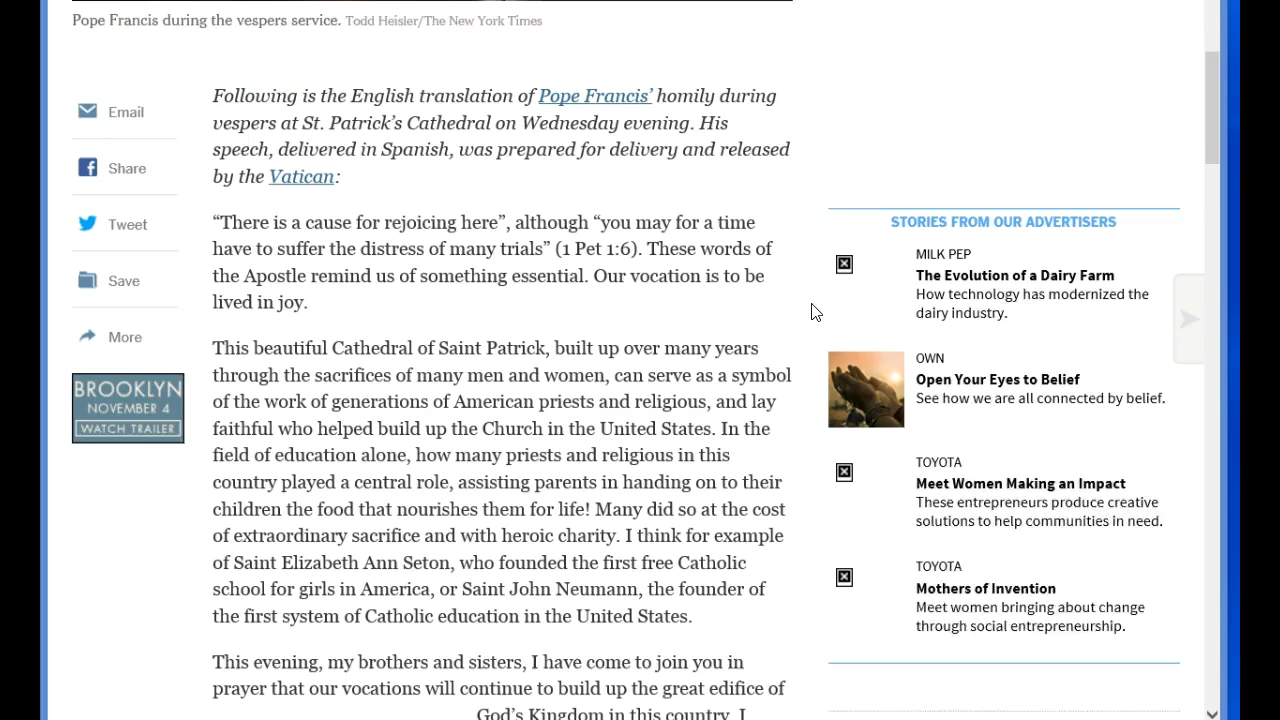 Pope Francis during the vespers service. Todd Heisler/The New York Times
Email
Share
Tweet
Save
More
BROOKLYN
NOVEMBER 4
WATCH TRAILER
Following is the English translation of Pope Francis’ homily during
vespers at St. Patrick’s Cathedral on Wednesday evening. His
speech, delivered in Spanish, was prepared for delivery and released
by the Vatican:
“There is a cause for rejoicing here”, although “you may for a time
have to suffer the distress of many trials” (1 Pet 1:6). These words of
the Apostle remind us of something essential. Our vocation is to be
lived in joy.
This beautiful Cathedral of Saint Patrick, built up over many years
through the sacrifices of many men and women, can serve as a symbol
of the work of generations of American priests and religious, and lay
faithful who helped build up the Church in the United States. In the
field of education alone, how many priests and religious in this
country played a central role, assisting parents in handing on to their
children the food that nourishes them for life! Many did so at the cost
of extraordinary sacrifice and with heroic charity. I think for example
of Saint Elizabeth Ann Seton, who founded the first free Catholic
school for girls in America, or Saint John Neumann, the founder of
the first system of Catholic education in the United States.
This evening, my brothers and sisters, I have come to join you in
prayer that our vocations will continue to build up the great edifice of
God’s Kingdom in this country. I
STORIES FROM OUR ADVERTISERS
MILK PEP
The Evolution of a Dairy Farm
How technology has modernized the
dairy industry.
OWN
Open Your Eyes to Belief
See how we are all connected by belief.
TOYOTA
Meet Women Making an Impact
These entrepreneurs produce creative
solutions to help communities in need.
TOYOTA
Mothers of Invention
Meet women bringing about change
through social entrepreneurship.